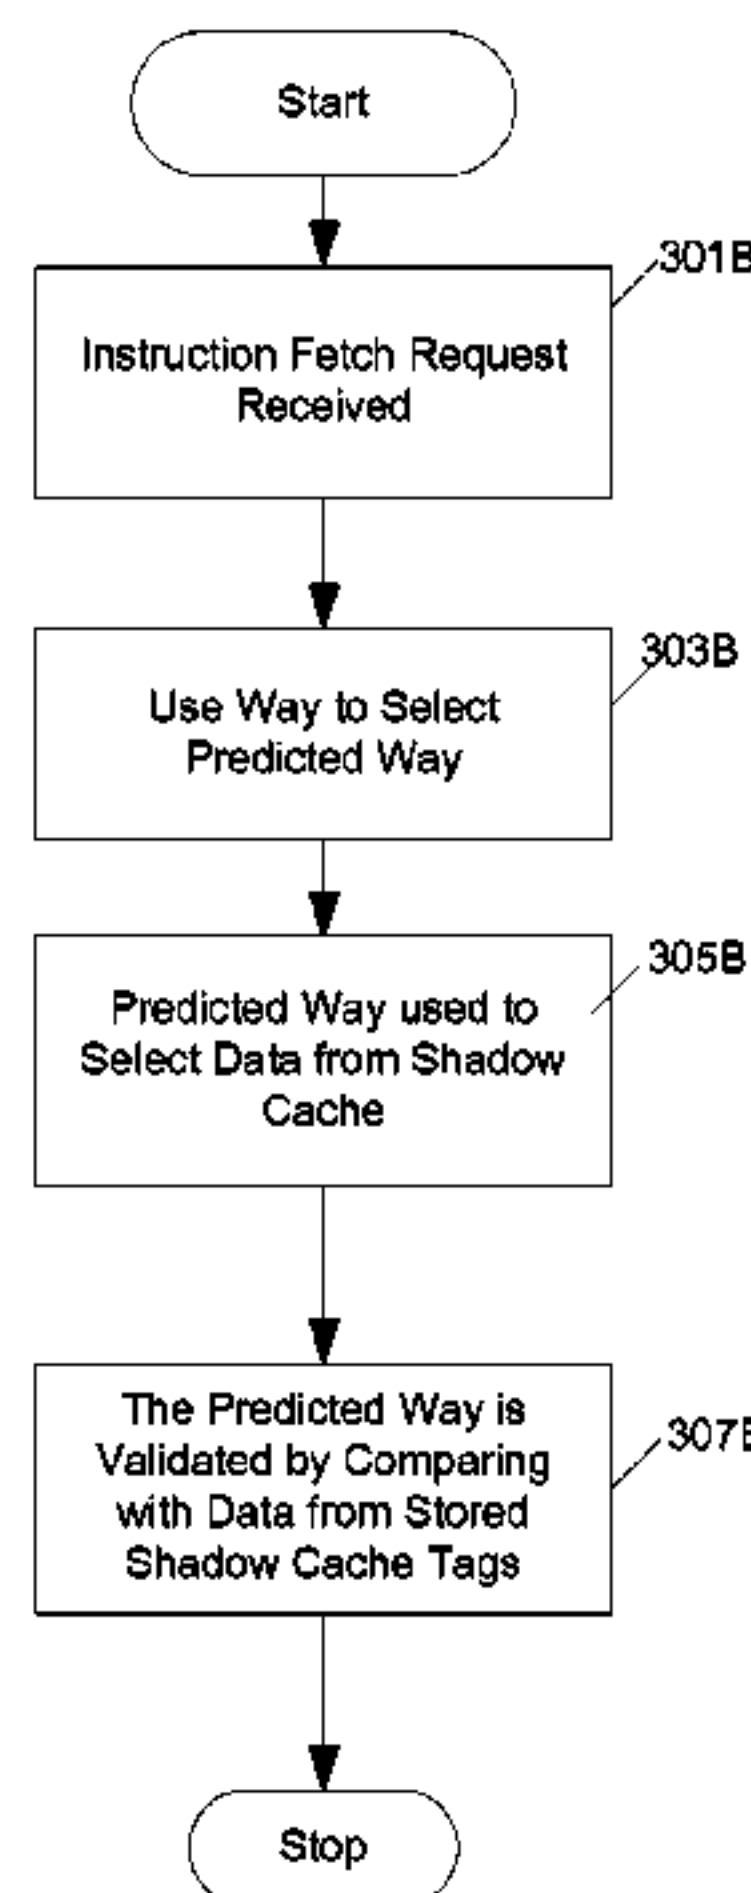 Start
301B
Instruction Fetch Request
Received
303B
Use Way to Select
Predicted Way
305B
Predicted Way used to
Select Data from Shadow
Cache
The Predicted Way is
307B
Validated by Comparing
with Data from Stored
Shadow Cache Tags
Stop